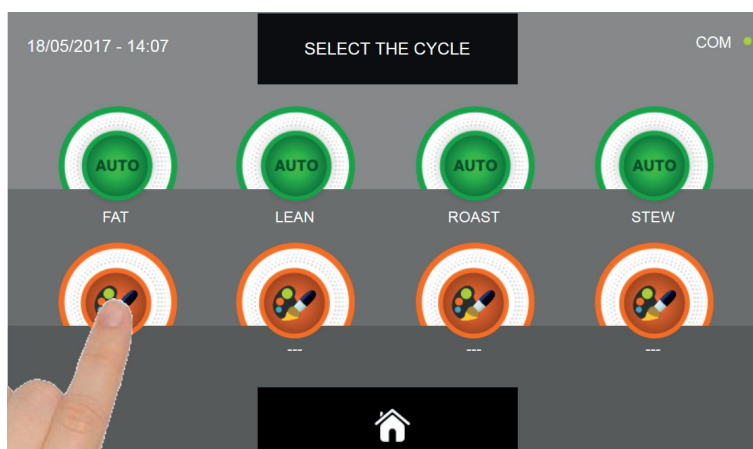 18/05/2017 - 14:07
SELECT THE CYCLE
COM
AUTO AUTO AUTO AUTO
FAT LEAN ROAST STEW
--- --- ---